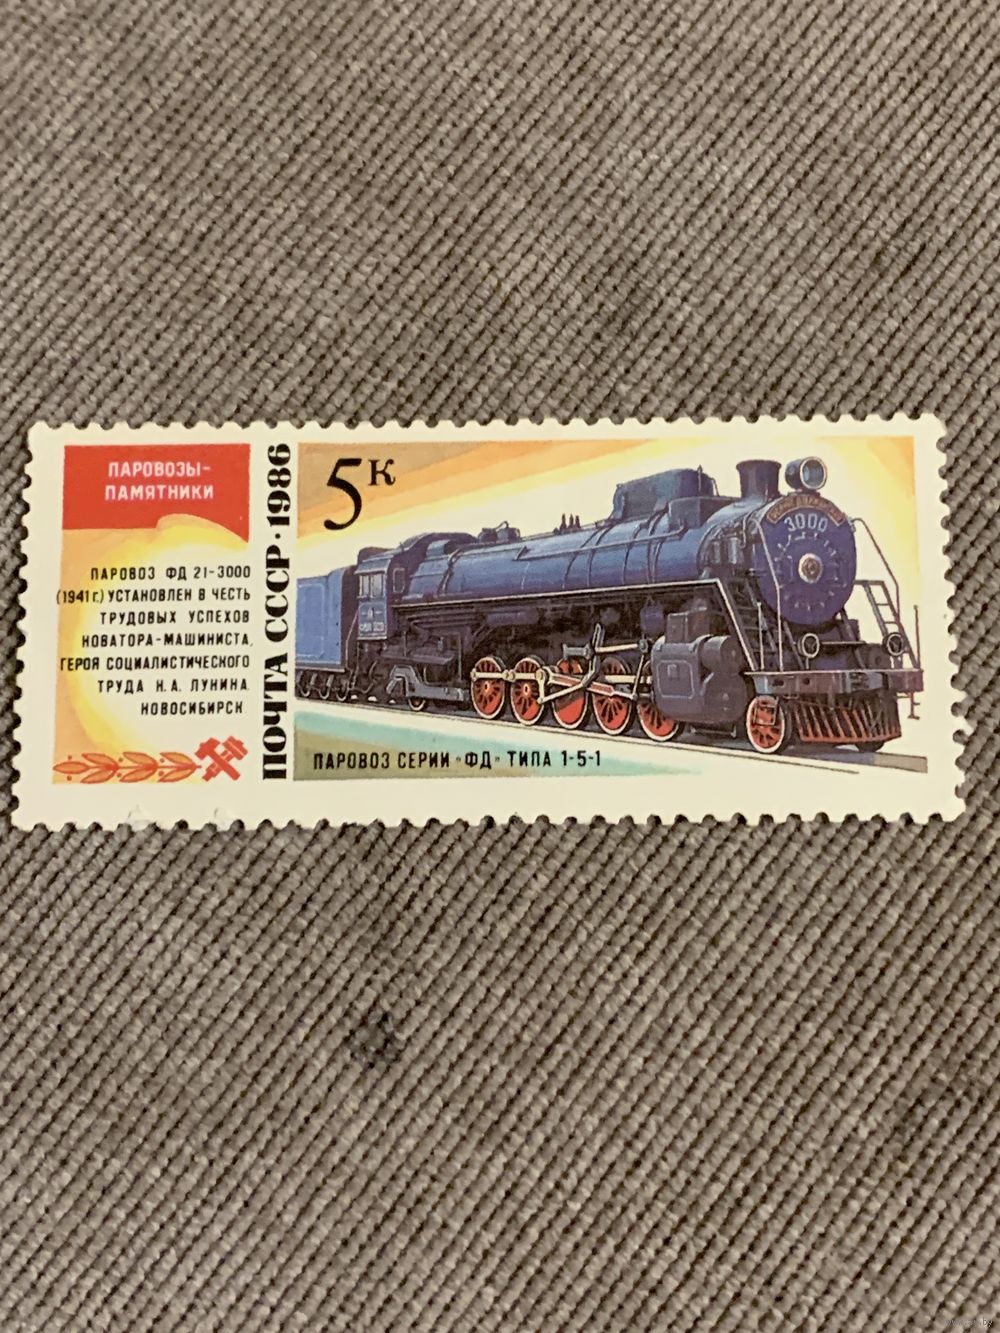 ПАРОВОЗЫ-
ПАМЯТНИКИ
ПАРОВОЗ ФД 21-3000
(1941 г.) УСТАНОВЛЕН В ЧЕСТЬ
ТРУДОВЫХ УСПЕХОВ
НОВАТОРА-МАШИНИСТА,
ГЕРОЯ СОЦИАЛИСТИЧЕСКОГО
ТРУДА Н.А. ЛУНИНА.
НОВОСИБИРСК
ПОЧТА СССР · 1986
5к
3000
ПАРОВОЗ СЕРИИ "ФД" ТИПА 1-5-1